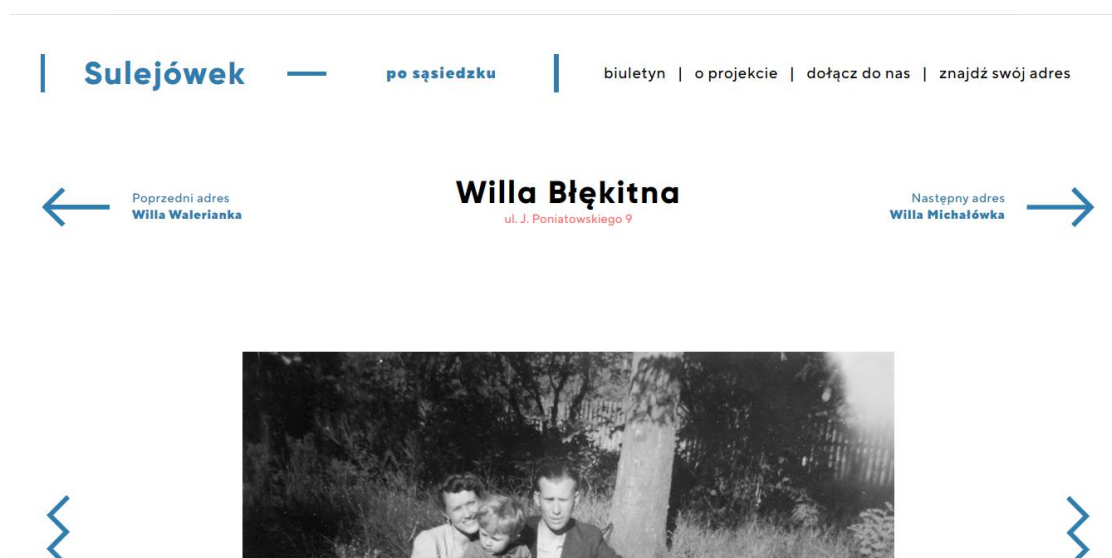 Sulejówek — po sąsiedzku
biuletyn | o projekcie | dołącz do nas | znajdź swój adres
Poprzedni adres
Willa Walerianka
Willa Błękitna
ul. J. Poniatowskiego 9
Następny adres
Willa Michałówka